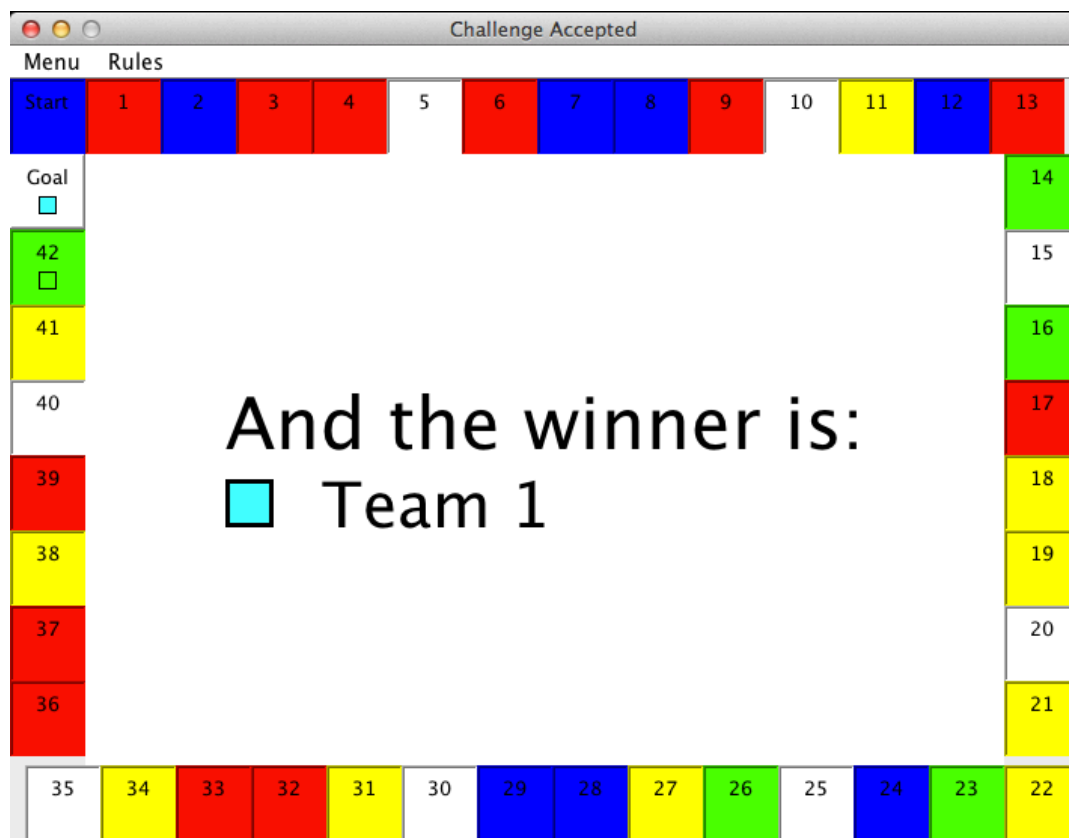 Challenge Accepted
Menu Rules
Start 1 2 3 4 5 6 7 8 9 10 11 12 13
Goal 14
42 15
41 16
40 17
And the winner is:
39 18
Team 1
38 19
37 20
36 21
35 34 33 32 31 30 29 28 27 26 25 24 23 22